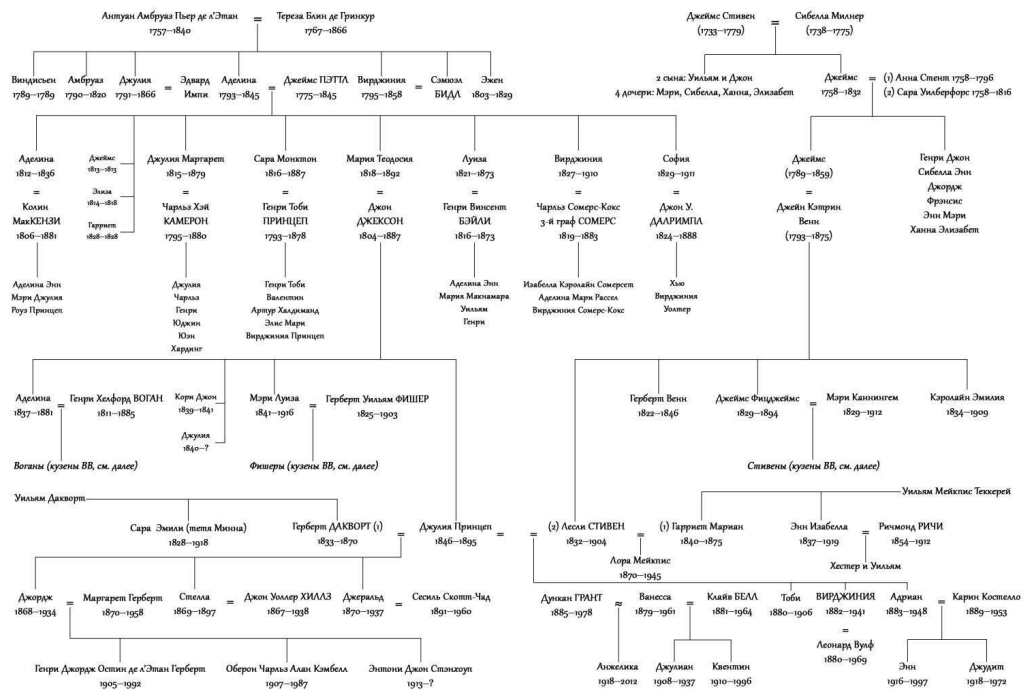 Антуан Амбруаз Пьер де л'Этан = Тереза Блин де Гринкур
1757–1840 1767–1866
Джеймс Стивен = Сибелла Милнер
(1733–1779) (1738–1775)
Виндисьен Амбруаз Джулия = Эдвард Аделина = Джеймс ПЭТТЛ Вирджиния = Сэмюэл Эжен
1789–1789 1790–1820 1791–1866 Импи 1793–1845 1775–1845 1795–1858 БИДЛ 1803–1829
2 сына: Уильям и Джон
4 дочери: Мэри, Сибелла, Ханна, Элизабет
Джеймс = (1) Анна Стент 1758–1796
1758–1832 (2) Сара Уилберфорс 1758–1816
Аделина
1812–1836
=
Колин
МакКЕНЗИ
1806–1881
Аделина Энн
Мэри Джулия
Роуз Принцеп
Джеймс
1813–1813
Элиза
1814–1818
Гарриет
1828–1828
Джулия Маргарет
1815–1879
=
Чарльз Хэй
КАМЕРОН
1795–1880
Джулия
Чарльз
Генри
Юджин
Юэн
Хардинг
Сара Монктон
1816–1887
=
Генри Тоби
ПРИНЦЕП
1793–1878
Генри Тоби
Валентин
Артур Халдиманд
Элис Мари
Вирджиния Принцеп
Мария Теодосия
1818–1892
=
Джон
ДЖЕКСОН
1804–1887
Луиза
1821–1873
=
Генри Винсент
БЭЙЛИ
1816–1873
Аделина Энн
Мария Макнамара
Уильям
Генри
Вирджиния
1827–1910
=
Чарльз Сомерс-Кокс
3-й граф СОМЕРС
1819–1883
Изабелла Кэролайн Сомерсет
Аделина Мари Рассел
Вирджиния Сомерс-Кокс
София
1829–1911
=
Джон У.
ДАЛРИМПЛ
1824–1888
Хью
Вирджиния
Уолтер
Джеймс
(1789–1859)
=
Джейн Кэтрин
Венн
(1793–1875)
Генри Джон
Сибелла Энн
Джордж
Фрэнсис
Энн Мэри
Ханна Элизабет
Аделина = Генри Хелфорд ВОГАН
1837–1881 1811–1885
Воганы (кузены ВВ, см. далее)
Кори Джон
1839–1841
Джулия
1840–?
Мэри Луиза = Герберт Уильям ФИШЕР
1841–1916 1825–1903
Фишеры (кузены ВВ, см. далее)
Герберт Венн
1822–1846
Джеймс Фицджеймс = Мэри Каннингем
1829–1894 1829–1912
Стивены (кузены ВВ, см. далее)
Кэролайн Эмилия
1834–1909
Уильям Дакворт
Уильям Мейкпис Теккерей
Сара Эмили (тетя Минна) Герберт ДАКВОРТ (1) = Джулия Принцеп = = (2) Лесли СТИВЕН = (1) Гарриет Мариан Энн Изабелла = Ричмонд РИЧИ
1828–1918 1833–1870 1846–1895 1832–1904 1840–1875 1837–1919 1854–1912
Лора Мейкпис
1870–1945
Хестер и Уильям
Джордж = Маргарет Герберт Стелла = Джон Уоллер ХИЛЛЗ Джеральд = Сесиль Скотт-Чад
1868–1934 1870–1958 1869–1897 1867–1938 1870–1937 1891–1960
Дункан ГРАНТ ≈ Ванесса = Клайв БЕЛЛ Тоби ВИРДЖИНИЯ Адриан = Карин Костелло
1885–1978 1879–1961 1881–1964 1880–1906 1882–1941 1883–1948 1889–1953
=
Леонард Вулф
1880–1969
Генри Джордж Остин де л'Этан Герберт Оберон Чарльз Алан Кэмбелл Энтони Джон Стэнхоуп
1905–1992 1907–1987 1913–?
Анжелика Джулиан Квентин Энн Джудит
1918–2012 1908–1937 1910–1996 1916–1997 1918–1972